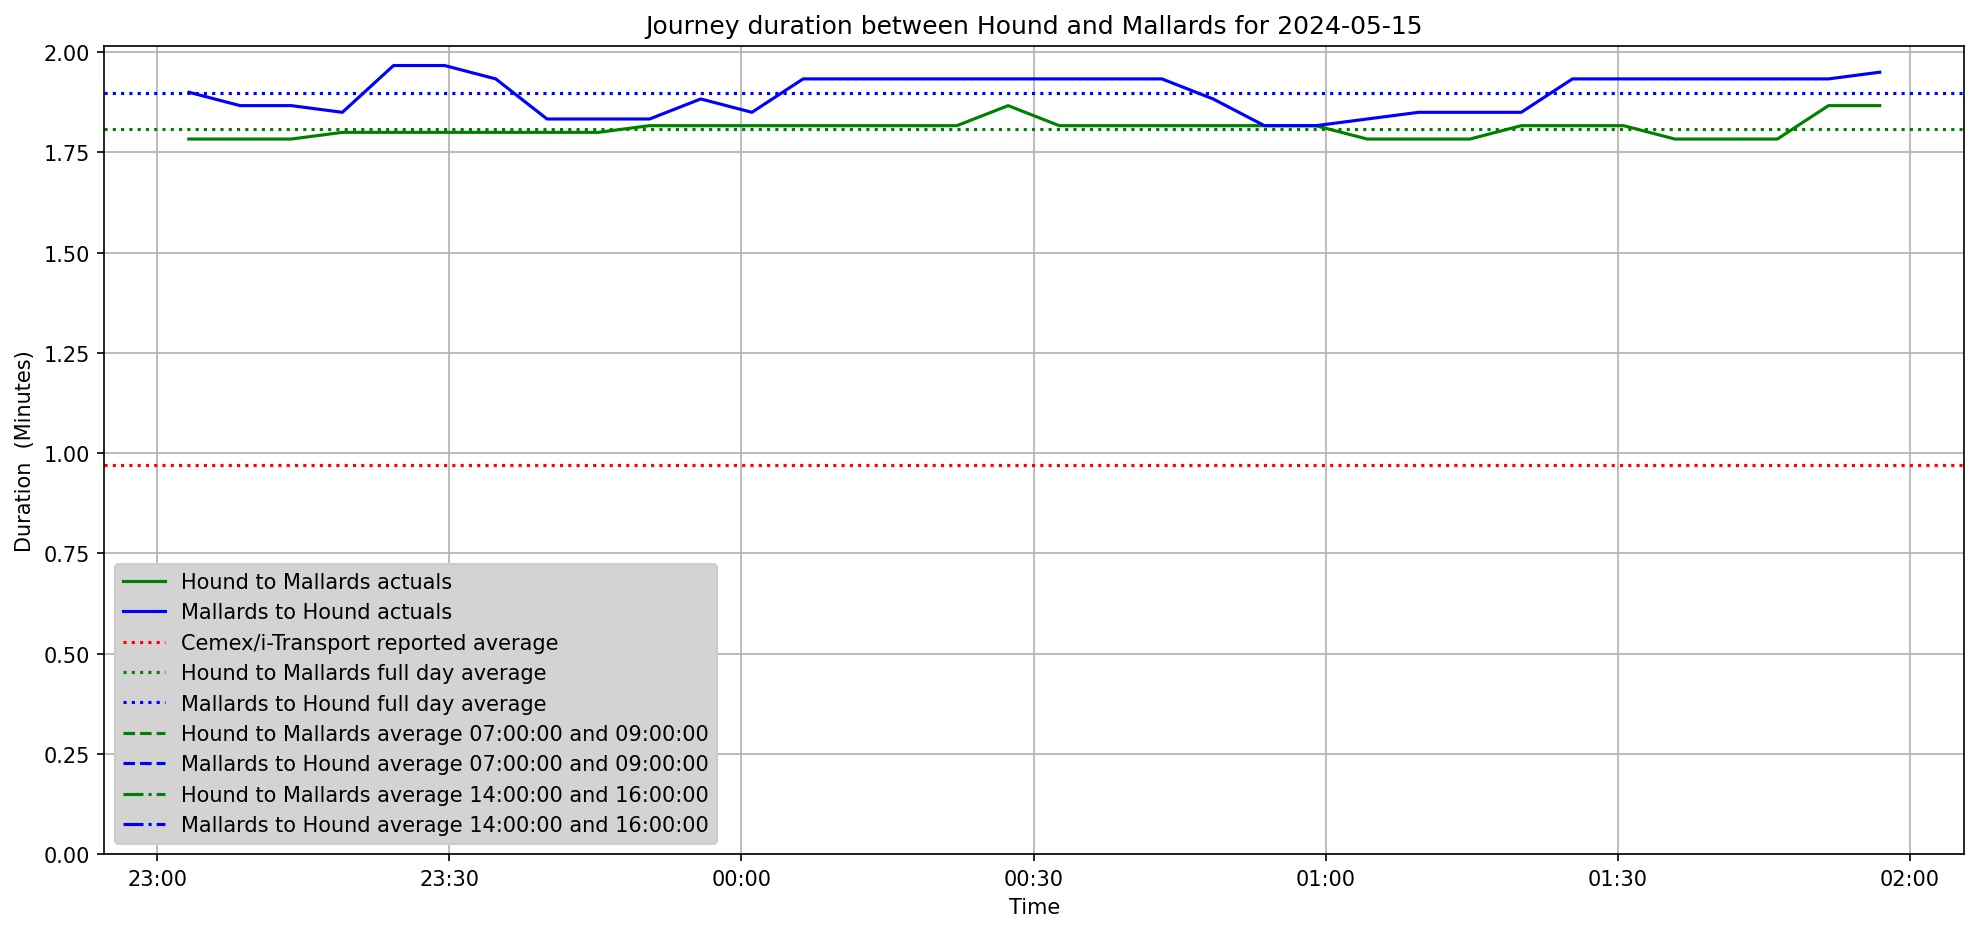 Journey duration between Hound and Mallards for 2024-05-15
2.00
1.75
1.50
1.25
1.00
0.75
0.50
0.25
0.00
Duration  (Minutes)
Hound to Mallards actuals
Mallards to Hound actuals
Cemex/i-Transport reported average
Hound to Mallards full day average
Mallards to Hound full day average
Hound to Mallards average 07:00:00 and 09:00:00
Mallards to Hound average 07:00:00 and 09:00:00
Hound to Mallards average 14:00:00 and 16:00:00
Mallards to Hound average 14:00:00 and 16:00:00
23:00 23:30 00:00 00:30 01:00 01:30 02:00
Time